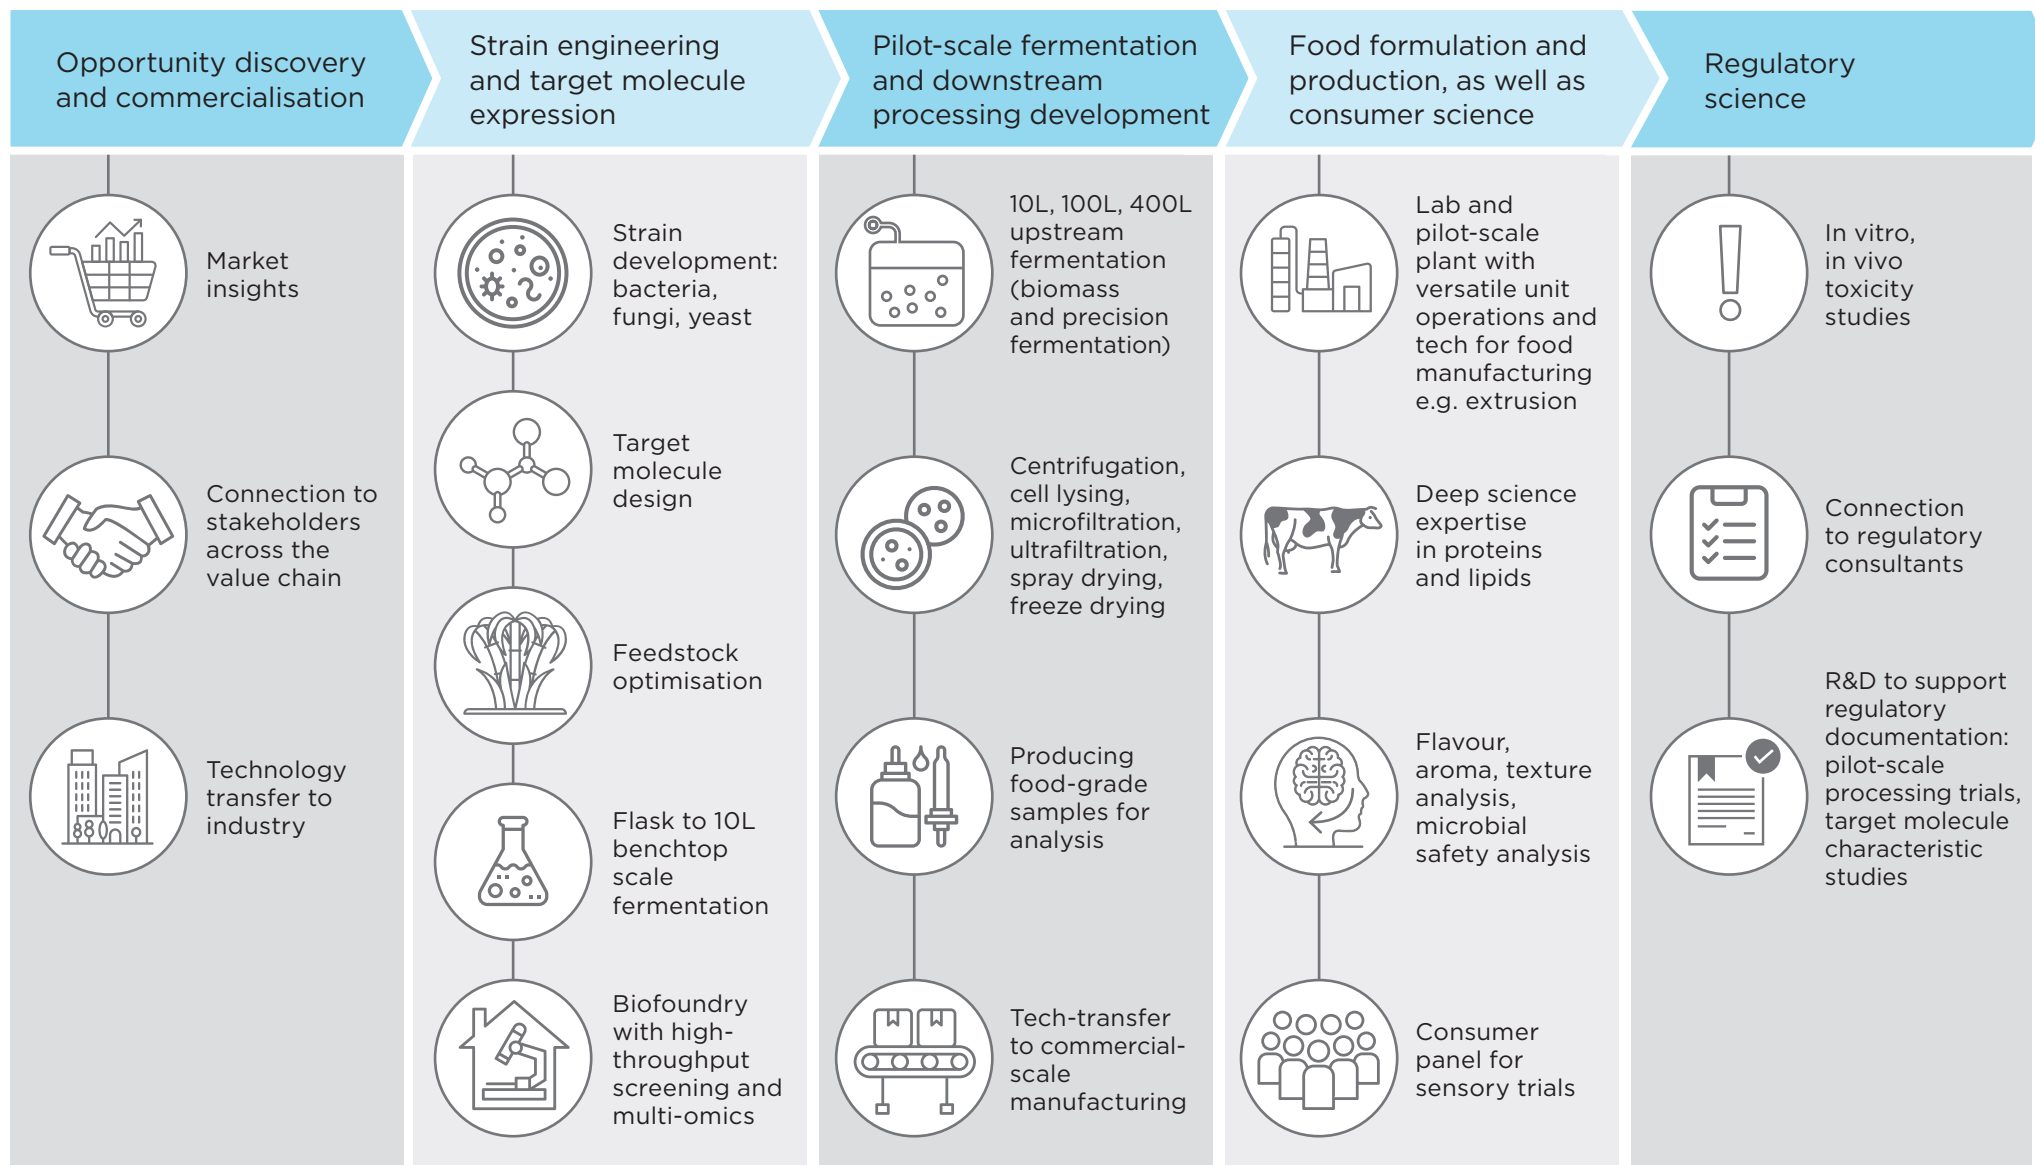 Opportunity discovery
and commercialisation
Strain engineering
and target molecule
expression
Pilot-scale fermentation
and downstream
processing development
Food formulation and
production, as well as
consumer science
Regulatory
science
Market
insights
Connection to
stakeholders
across the
value chain
Technology
transfer to
industry
Strain
development:
bacteria,
fungi, yeast
Target
molecule
design
Feedstock
optimisation
Flask to 10L
benchtop
scale
fermentation
Biofoundry
with high-
throughput
screening and
multi-omics
10L, 100L, 400L
upstream
fermentation
(biomass
and precision
fermentation)
Centrifugation,
cell lysing,
microfiltration,
ultrafiltration,
spray drying,
freeze drying
Producing
food-grade
samples for
analysis
Tech-transfer
to commercial-
scale
manufacturing
Lab and
pilot-scale
plant with
versatile unit
operations and
tech for food
manufacturing
e.g. extrusion
Deep science
expertise
in proteins
and lipids
Flavour,
aroma, texture
analysis,
microbial
safety analysis
Consumer
panel for
sensory trials
In vitro,
in vivo
toxicity
studies
Connection
to regulatory
consultants
R&D to support
regulatory
documentation:
pilot-scale
processing trials,
target molecule
characteristic
studies